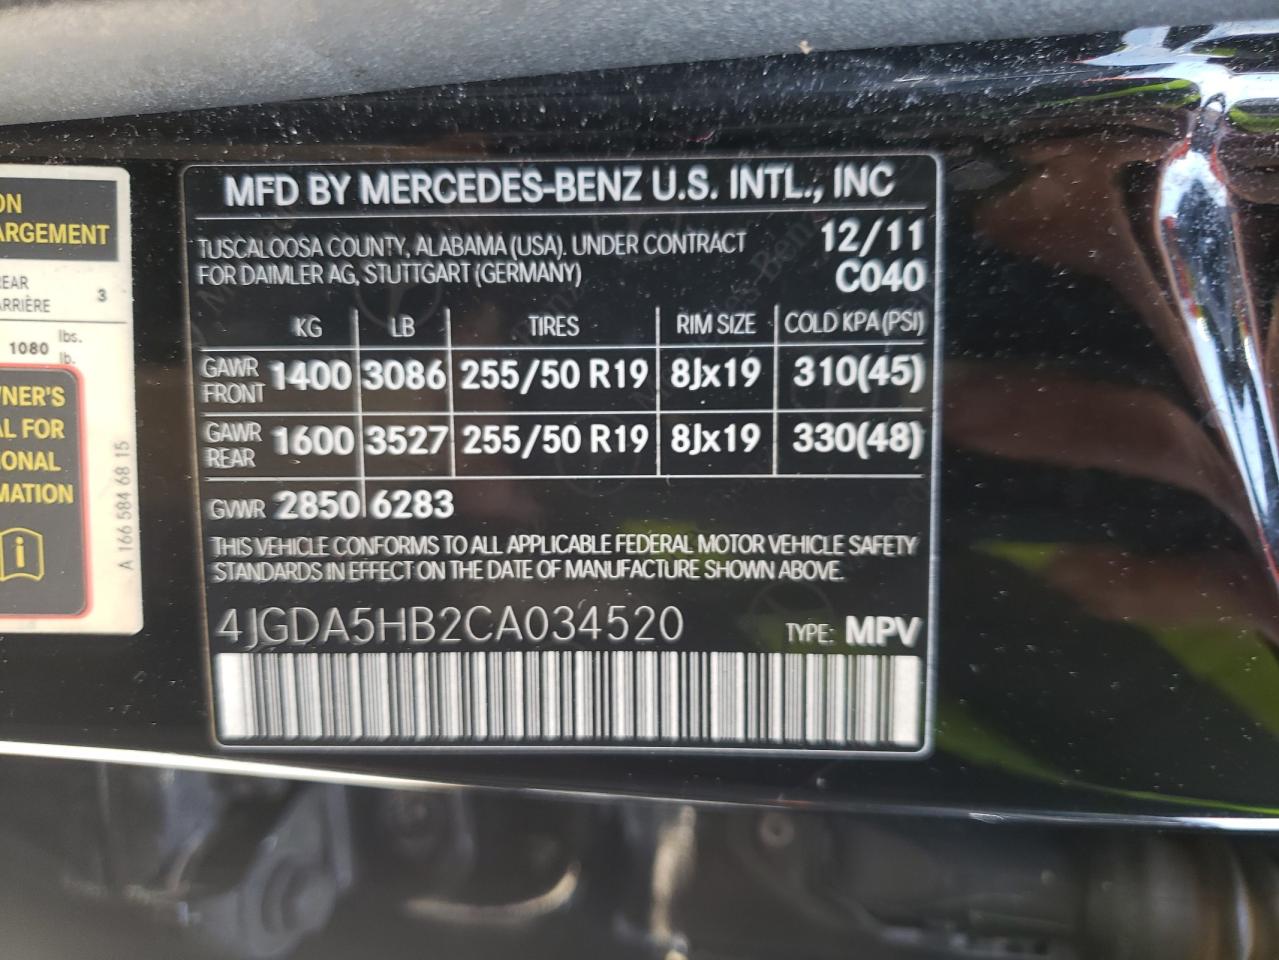 ON
ARGEMENT
EAR
ARRIÈRE 3
lbs.
1080 lb.
WNER'S
AL FOR
IONAL
MATION
A 166 584 68 15
MFD BY MERCEDES-BENZ U.S. INTL., INC
TUSCALOOSA COUNTY, ALABAMA (USA). UNDER CONTRACT 12/11
FOR DAIMLER AG, STUTTGART (GERMANY) C040
KG LB TIRES RIM SIZE COLD KPA (PSI)
GAWR FRONT 1400 3086 255/50 R19 8Jx19 310(45)
GAWR REAR 1600 3527 255/50 R19 8Jx19 330(48)
GVWR 2850 6283
THIS VEHICLE CONFORMS TO ALL APPLICABLE FEDERAL MOTOR VEHICLE SAFETY
STANDARDS IN EFFECT ON THE DATE OF MANUFACTURE SHOWN ABOVE.
4JGDA5HB2CA034520 TYPE: MPV